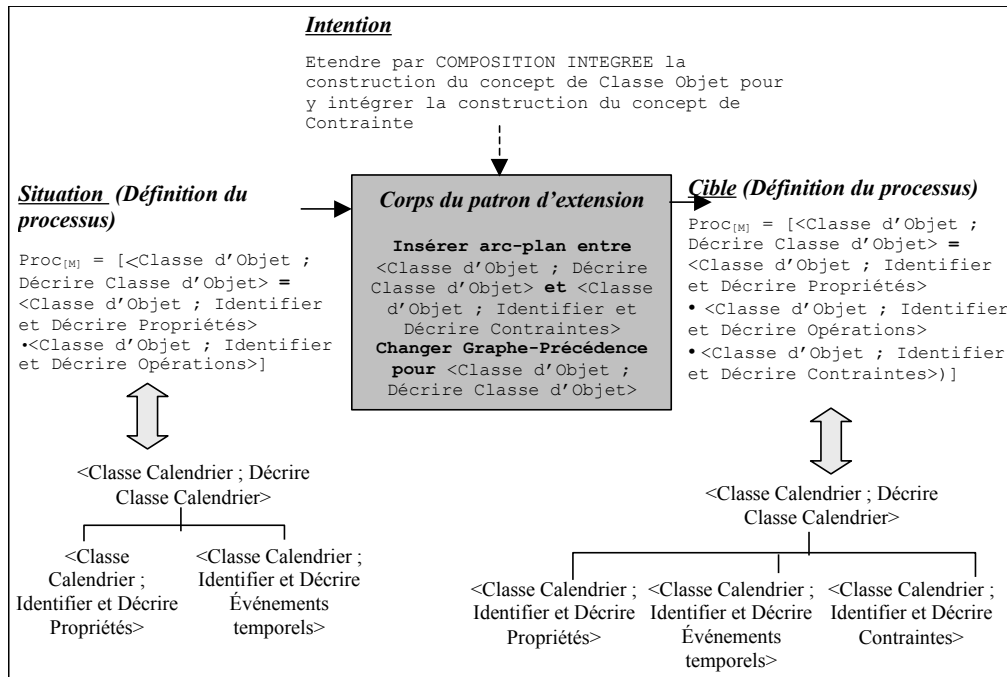 Intention
Etendre par COMPOSITION INTEGREE la
construction du concept de Classe Objet pour
y intégrer la construction du concept de
Contrainte
Situation (Définition du
processus)
Proc[M] = [<Classe d'Objet ;
Décrire Classe d'Objet> =
<Classe d'Objet ; Identifier
et Décrire Propriétés>
•<Classe d'Objet ; Identifier
et Décrire Opérations>]
Corps du patron d'extension
Insérer arc-plan entre
<Classe d'Objet ; Décrire
Classe d'Objet> et <Classe
d'Objet ; Identifier et
Décrire Contraintes>
Changer Graphe-Précédence
pour <Classe d'Objet ;
Décrire Classe d'Objet>
Cible (Définition du processus)
Proc[M] = [<Classe d'Objet ;
Décrire Classe d'Objet> =
<Classe d'Objet ; Identifier
et Décrire Propriétés>
• <Classe d'Objet ; Identifier
et Décrire Opérations>
• <Classe d'Objet ; Identifier
et Décrire Contraintes>)]
<Classe Calendrier ; Décrire
Classe Calendrier>
<Classe
Calendrier ;
Identifier et Décrire
Propriétés>
<Classe Calendrier ;
Identifier et Décrire
Événements
temporels>
<Classe Calendrier ; Décrire
Classe Calendrier>
<Classe Calendrier ;
Identifier et Décrire
Propriétés>
<Classe Calendrier ;
Identifier et Décrire
Événements
temporels>
<Classe Calendrier ;
Identifier et Décrire
Contraintes>